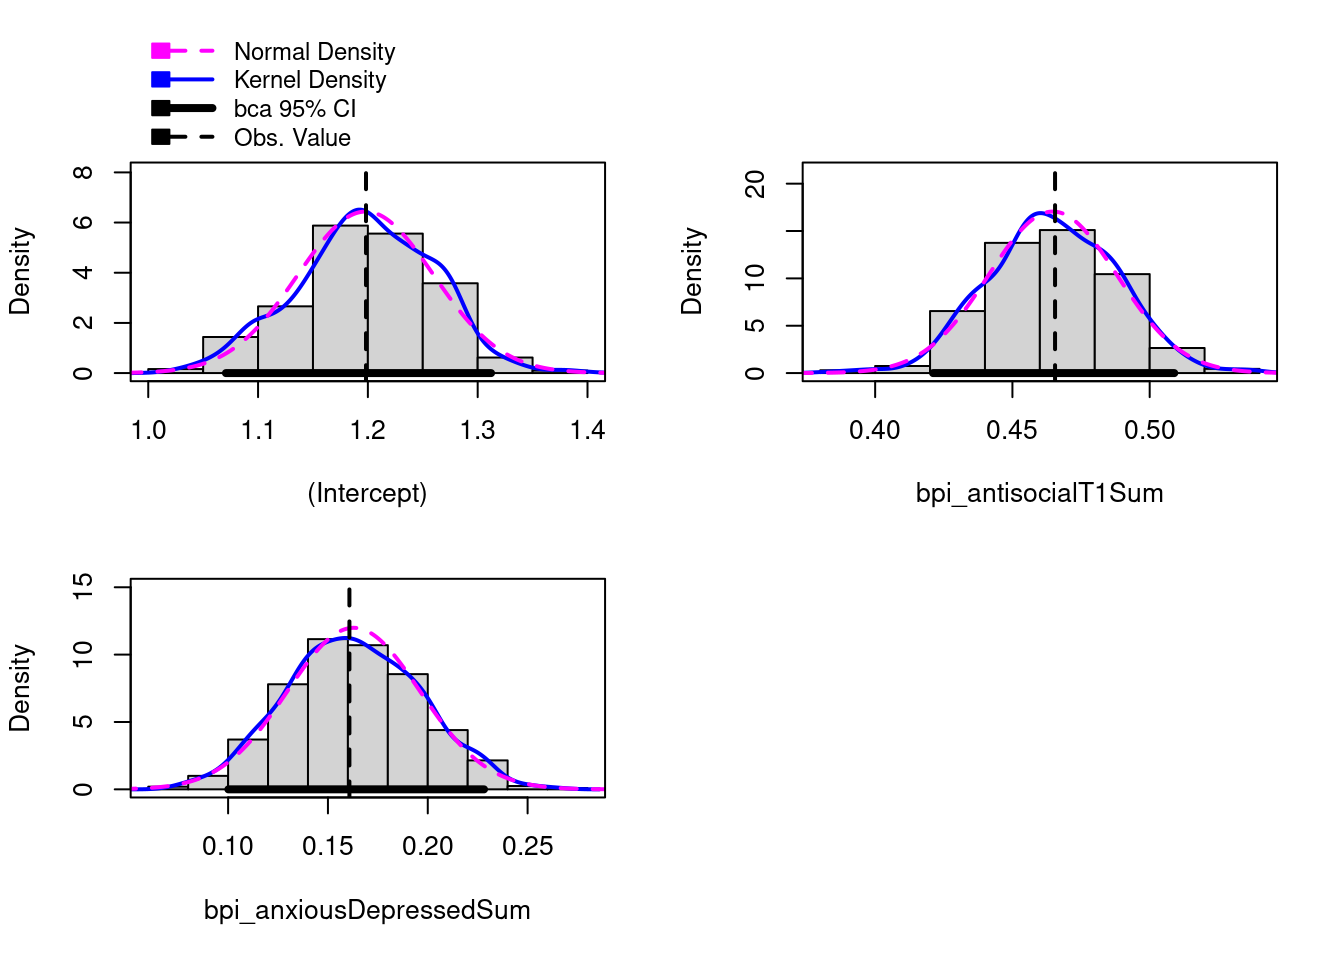 Normal Density
Kernel Density
bca 95% CI
Obs. Value
Density
0 2 4 6 8
1.0 1.1 1.2 1.3 1.4
(Intercept)
Density
0 5 10 20
0.40 0.45 0.50
bpi_antisocialT1Sum
Density
0 5 10 15
0.10 0.15 0.20 0.25
bpi_anxiousDepressedSum